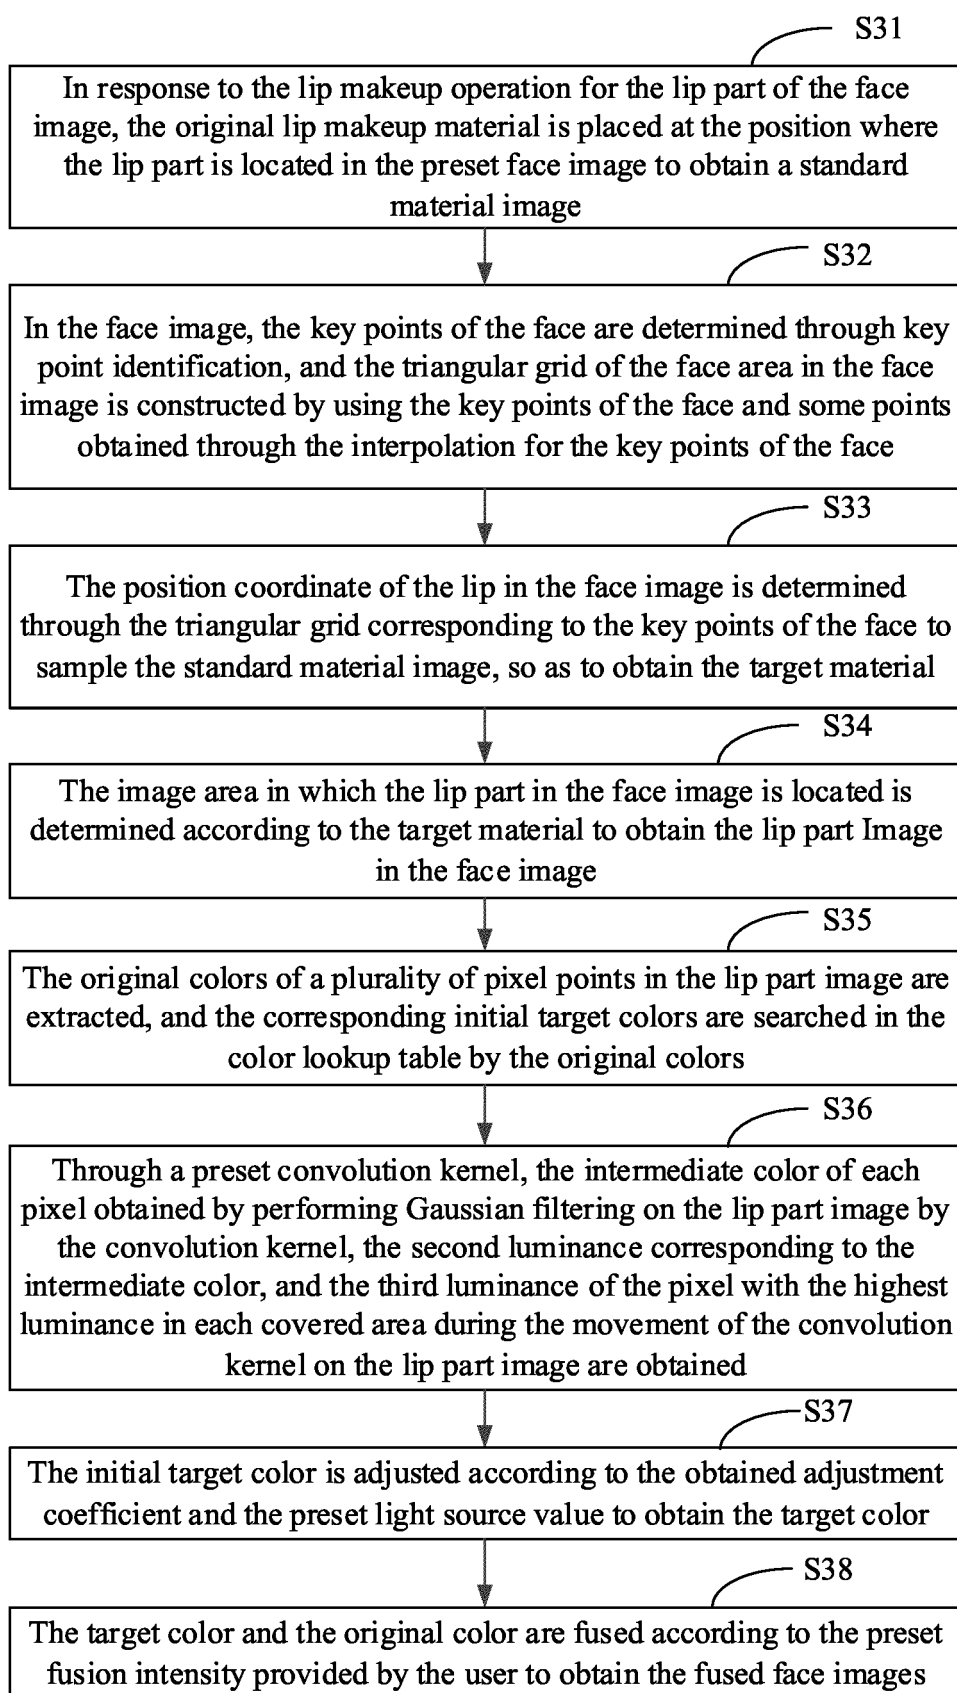 S31
In response to the lip makeup operation for the lip part of the face
image, the original lip makeup material is placed at the position where
the lip part is located in the preset face image to obtain a standard
material image
S32
In the face image, the key points of the face are determined through key
point identification, and the triangular grid of the face area in the face
image is constructed by using the key points of the face and some points
obtained through the interpolation for the key points of the face
S33
The position coordinate of the lip in the face image is determined
through the triangular grid corresponding to the key points of the face to
sample the standard material image, so as to obtain the target material
S34
The image area in which the lip part in the face image is located is
determined according to the target material to obtain the lip part Image
in the face image
S35
The original colors of a plurality of pixel points in the lip part image are
extracted, and the corresponding initial target colors are searched in the
color lookup table by the original colors
S36
Through a preset convolution kernel, the intermediate color of each
pixel obtained by performing Gaussian filtering on the lip part image by
the convolution kernel, the second luminance corresponding to the
intermediate color, and the third luminance of the pixel with the highest
luminance in each covered area during the movement of the convolution
kernel on the lip part image are obtained
S37
The initial target color is adjusted according to the obtained adjustment
coefficient and the preset light source value to obtain the target color
S38
The target color and the original color are fused according to the preset
fusion intensity provided by the user to obtain the fused face images